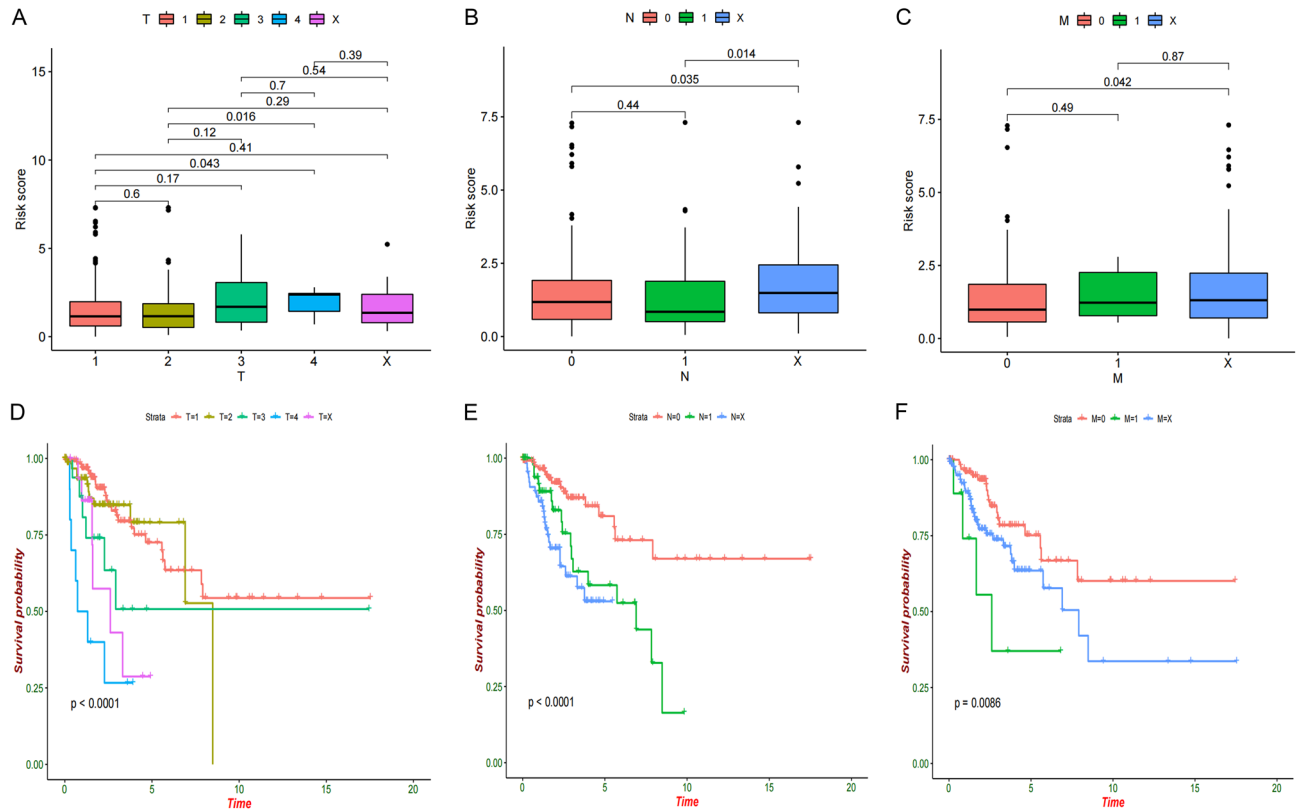 A
T 1 2 3 4 X
0.39
0.54
0.7
0.29
0.016
0.12
0.41
0.043
0.17
0.6
15
10
5
0
Risk score
1 2 3 4 X
T
B
N 0 1 X
0.014
0.035
0.44
7.5
5.0
2.5
0.0
Risk score
0 1 X
N
C
M 0 1 X
0.87
0.042
0.49
7.5
5.0
2.5
0.0
Risk score
0 1 X
M
D
Strata T=1 T=2 T=3 T=4 T=X
1.00
0.75
0.50
0.25
0.00
Survival probability
p < 0.0001
0 5 10 15 20
Time
E
Strata N=0 N=1 N=X
1.00
0.75
0.50
0.25
0.00
Survival probability
p < 0.0001
0 5 10 15 20
Time
F
Strata M=0 M=1 M=X
1.00
0.75
0.50
0.25
0.00
Survival probability
p = 0.0086
0 5 10 15 20
Time